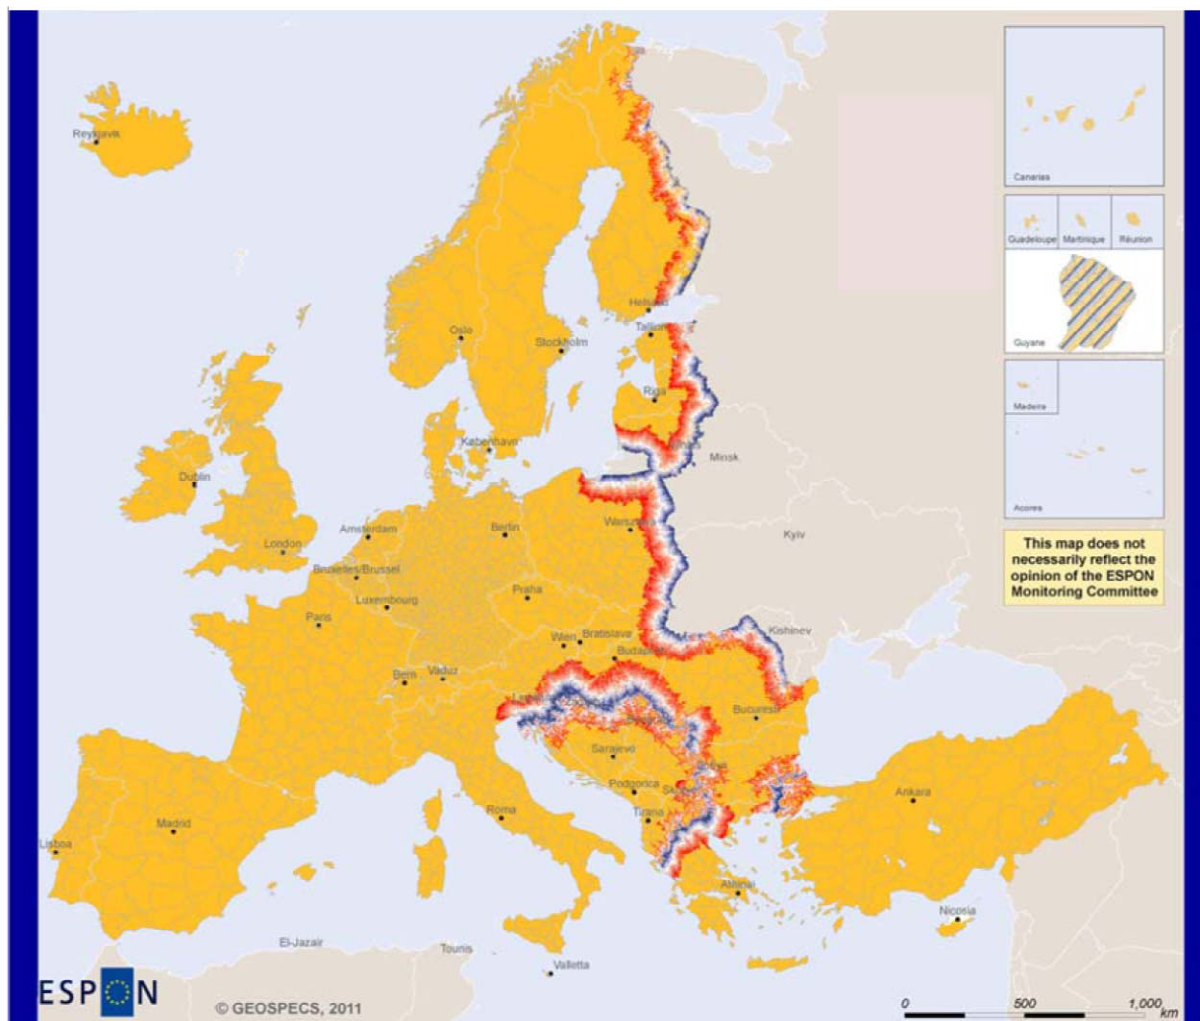 Reykjavik
Canarias
Guadeloupe
Martinique
Réunion
Helsinki
Oslo
Tallinn
Stockholm
Guyane
Riga
Madeira
København
Minsk
Dublin
Acores
Warszawa
Amsterdam
Berlin
Kyiv
London
This map does not
necessarily reflect the
opinion of the ESPON
Monitoring Committee
Bruxelles/Brussel
Praha
Luxembourg
Paris
Kishinev
Wien
Bratislava
Budapest
Bern
Vaduz
Bucuresti
Sarajevo
Podgorica
Ankara
Tirana
Roma
Madrid
Lisboa
Athinai
Nicosia
El-Jazair
Tounis
Valletta
ESPON
© GEOSPECS, 2011
0
500
1,000
km